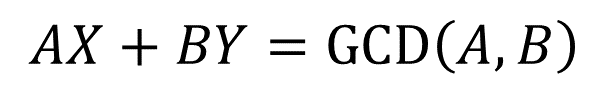 AX + BY = GCD(A, B)